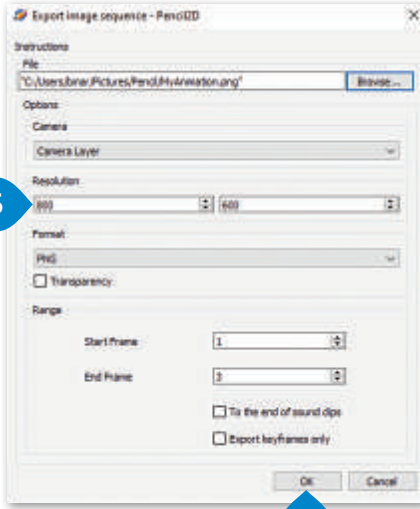 Export image sequence - Pencil2D
Instructions
File
"C:/Users/binar/Pictures/Pencil/MyAnimation.png"
Browse...
Options
Camera
Camera Layer
Resolution
800 600
Format
PNG
Transparency
Range
Start Frame 1
End Frame 3
To the end of sound clips
Export keyframes only
OK Cancel